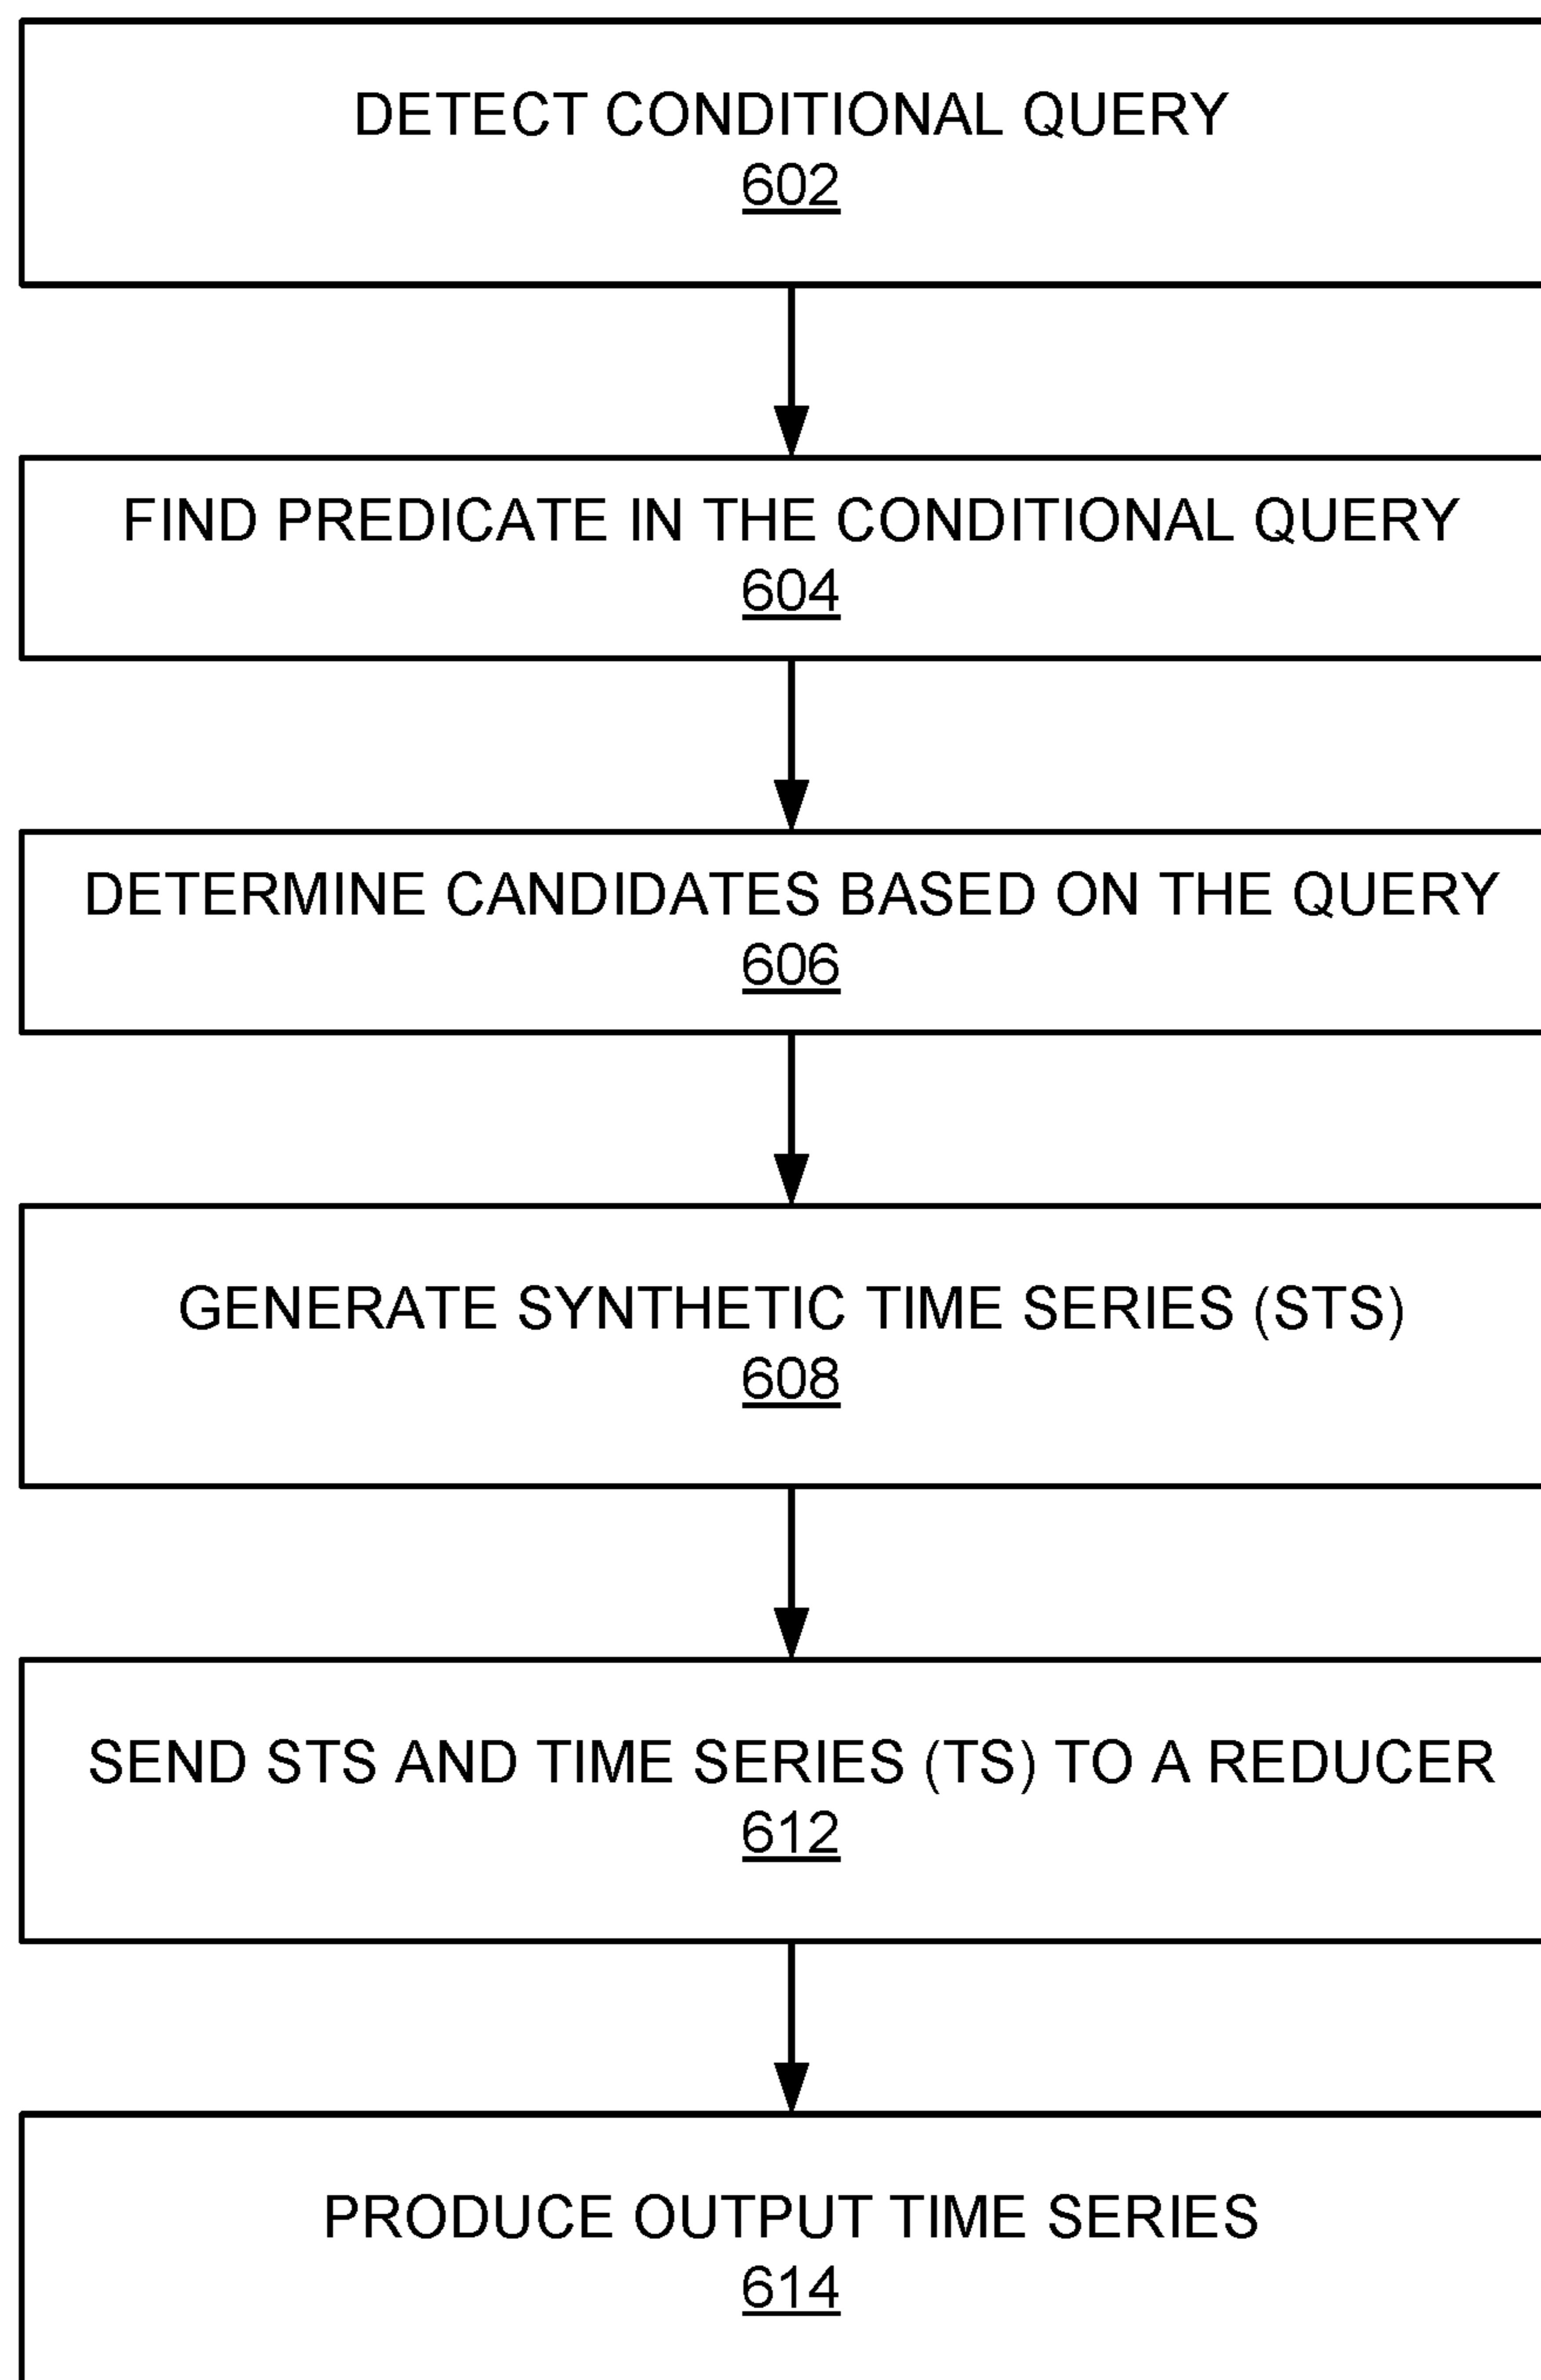 DETECT CONDITIONAL QUERY
602
FIND PREDICATE IN THE CONDITIONAL QUERY
604
DETERMINE CANDIDATES BASED ON THE QUERY
606
GENERATE SYNTHETIC TIME SERIES (STS)
608
SEND STS AND TIME SERIES (TS) TO A REDUCER
612
PRODUCE OUTPUT TIME SERIES
614